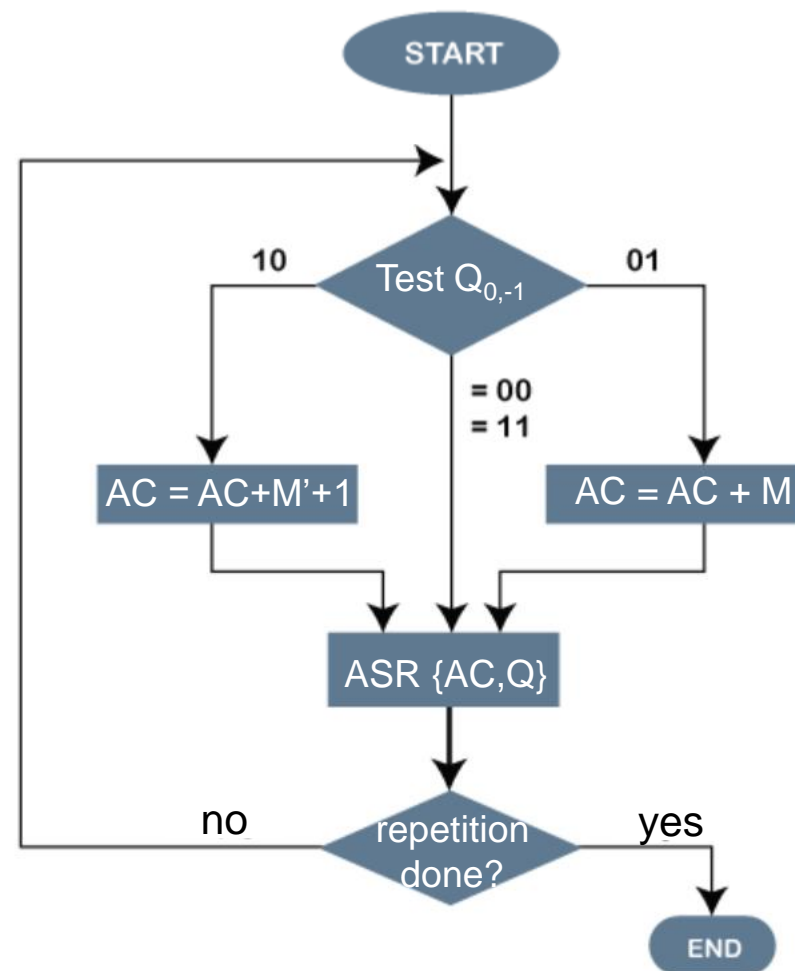 START
10
Test Q₀,₋₁
01
= 00
= 11
AC = AC+M’+1
AC = AC + M
ASR {AC,Q}
no
repetition
done?
yes
END